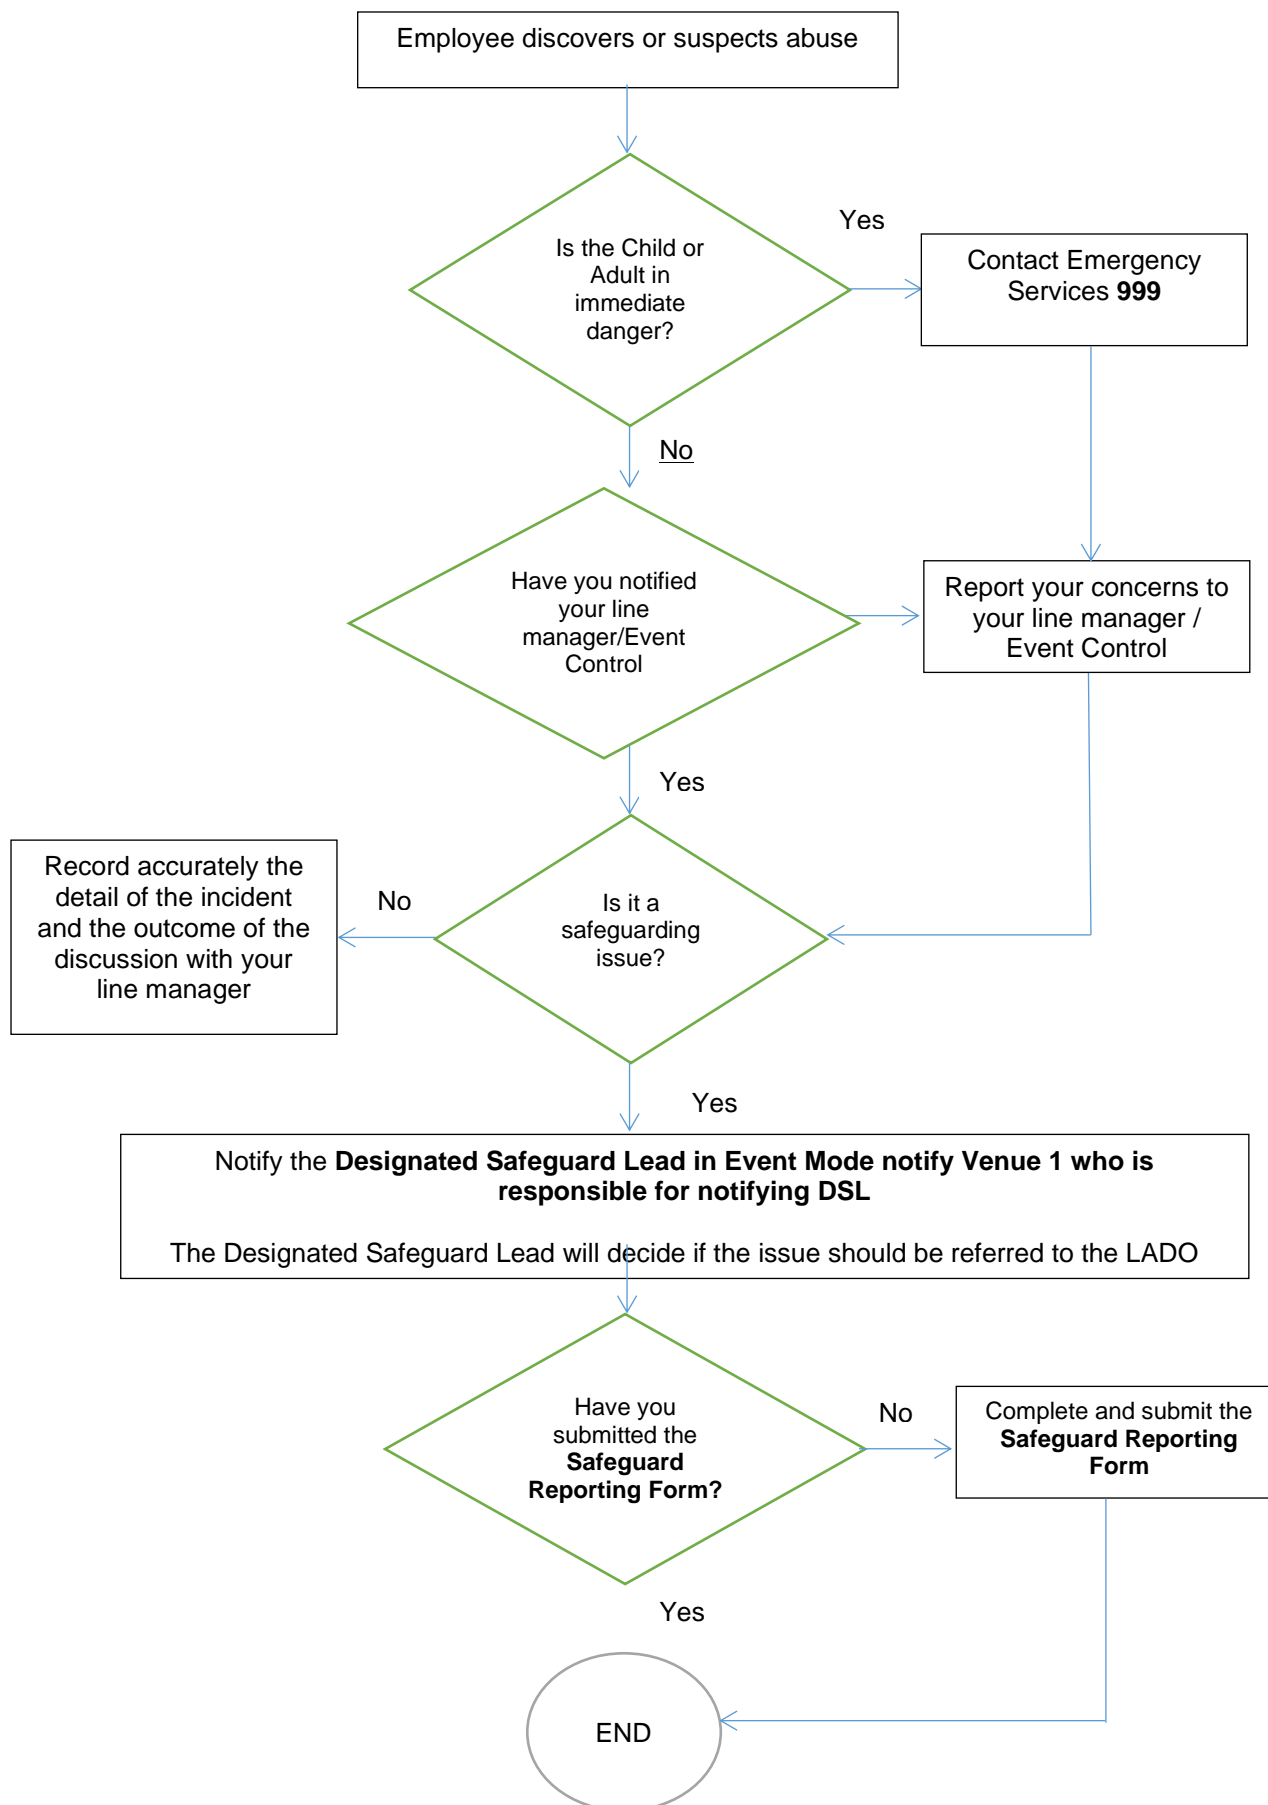 Employee discovers or suspects abuse
Yes
Is the Child or
Adult in
immediate
danger?
Contact Emergency
Services 999
No
Have you notified
your line
manager/Event
Control
Report your concerns to
your line manager /
Event Control
Yes
Record accurately the
detail of the incident
and the outcome of the
discussion with your
line manager
No
Is it a
safeguarding
issue?
Yes
Notify the Designated Safeguard Lead in Event Mode notify Venue 1 who is
responsible for notifying DSL
The Designated Safeguard Lead will decide if the issue should be referred to the LADO
Have you
submitted the
Safeguard
Reporting Form?
No
Complete and submit the
Safeguard Reporting
Form
Yes
END